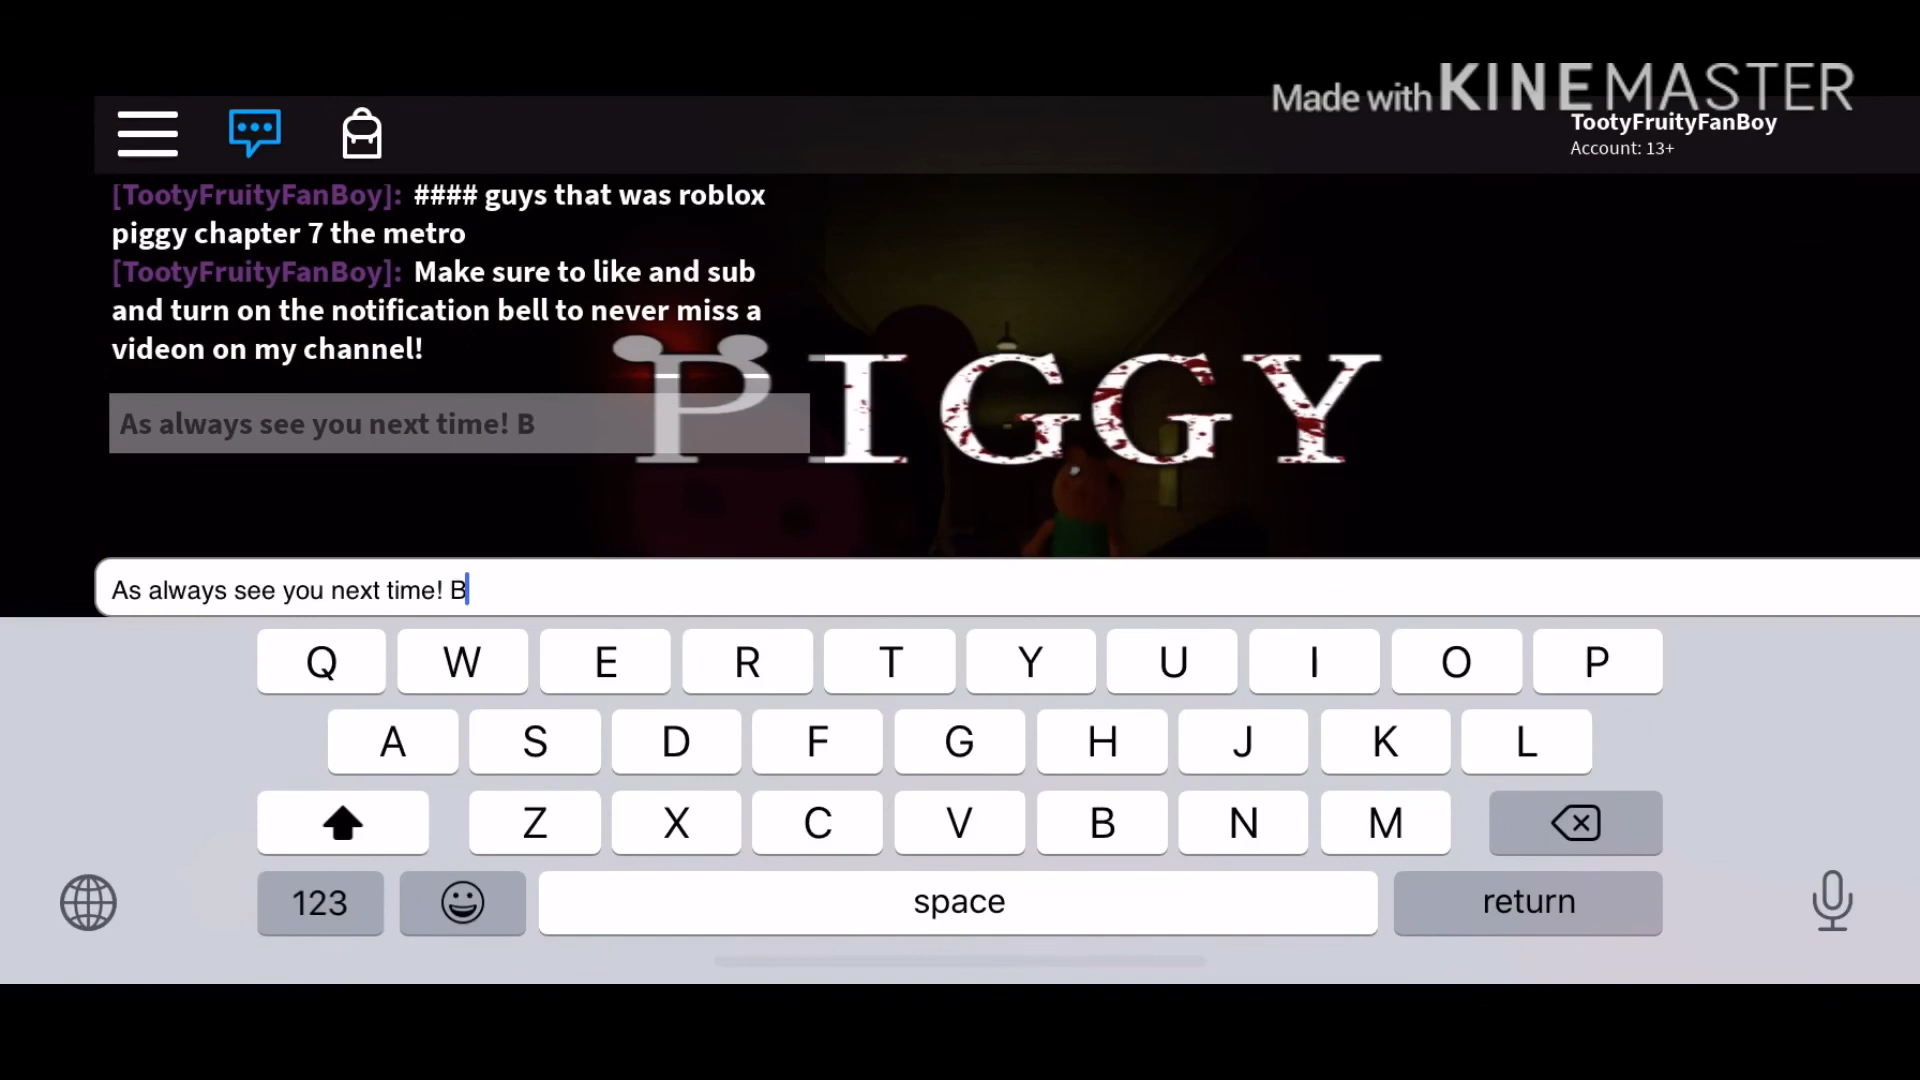 Made with KINEMASTER
TootyFruityFanBoy
Account: 13+
[TootyFruityFanBoy]: #### guys that was roblox
piggy chapter 7 the metro
[TootyFruityFanBoy]: Make sure to like and sub
and turn on the notification bell to never miss a
videon on my channel!
PIGGY
As always see you next time! B
As always see you next time! B
Q W E R T Y U I O P
A S D F G H J K L
Z X C V B N M
123 space return